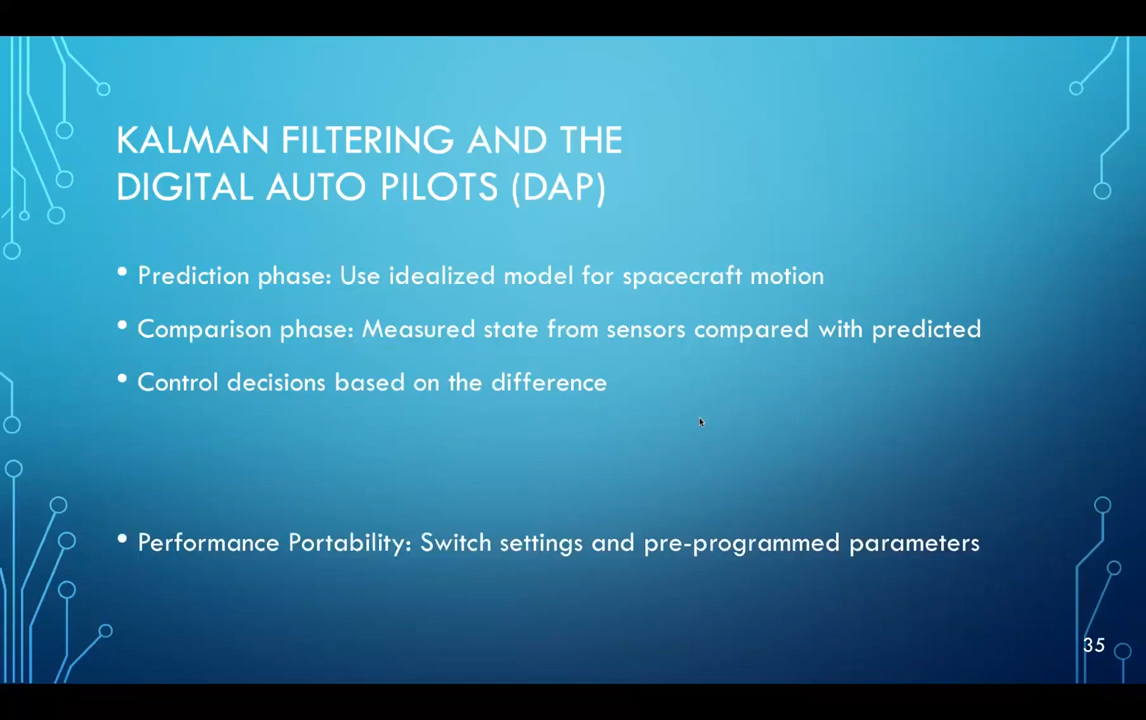 KALMAN FILTERING AND THE
DIGITAL AUTO PILOTS (DAP)
• Prediction phase: Use idealized model for spacecraft motion
• Comparison phase: Measured state from sensors compared with predicted
• Control decisions based on the difference
• Performance Portability: Switch settings and pre-programmed parameters
35